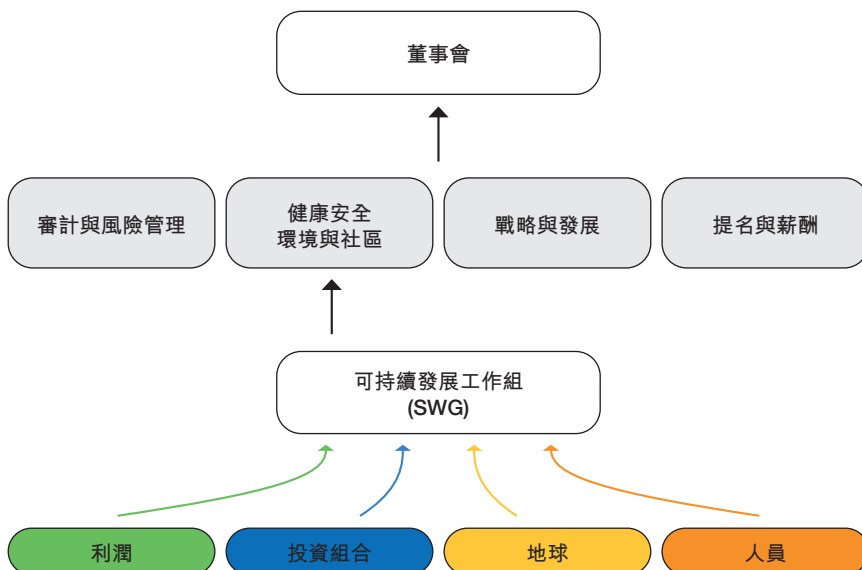 董事會
審計與風險管理
健康安全
環境與社區
戰略與發展
提名與薪酬
可持續發展工作組
(SWG)
利潤
投資組合
地球
人員